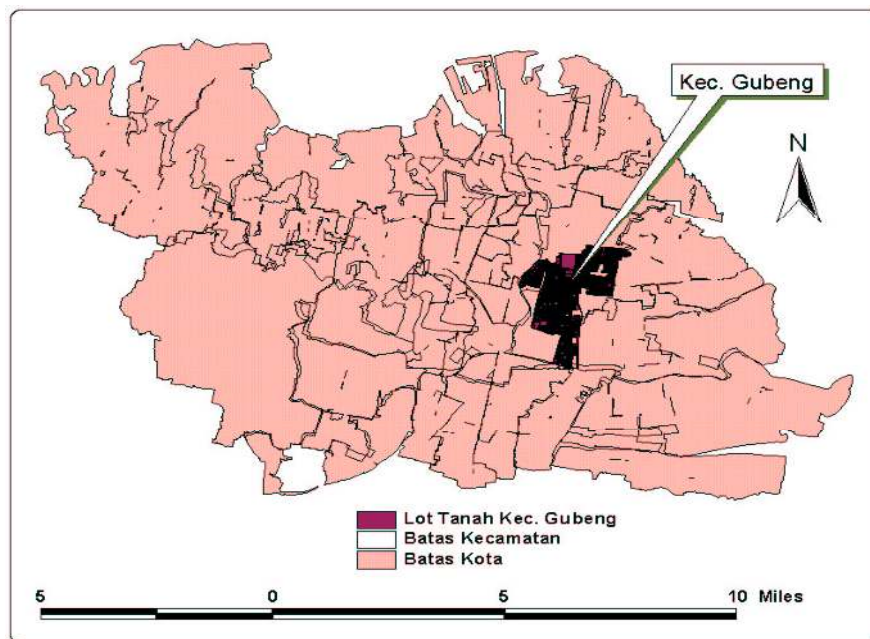 Kec. Gubeng
N
Lot Tanah Kec. Gubeng
Batas Kecamatan
Batas Kota
5 0 5 10 Miles